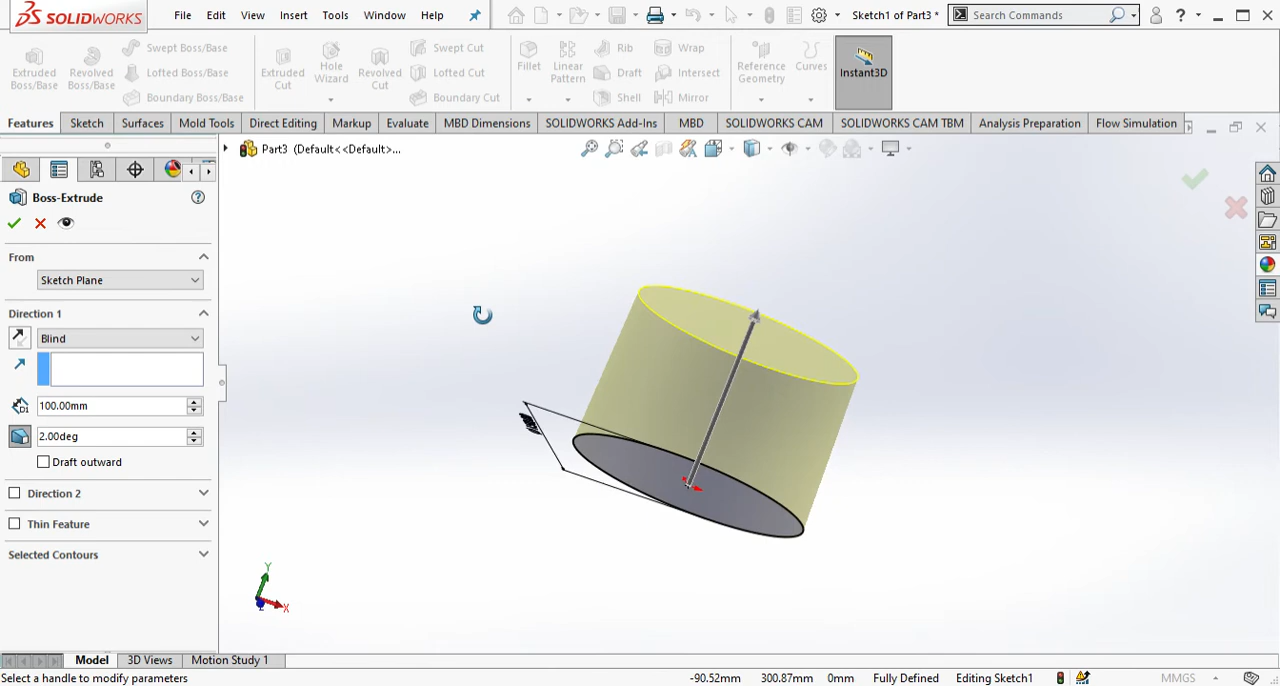 SOLIDWORKS File Edit View Insert Tools Window Help Sketch1 of Part3 * Search Commands ?
Extruded Boss/Base
Revolved Boss/Base
Swept Boss/Base
Lofted Boss/Base
Boundary Boss/Base
Extruded Cut
Hole Wizard
Revolved Cut
Swept Cut
Lofted Cut
Boundary Cut
Fillet
Linear Pattern
Rib
Draft
Shell
Wrap
Intersect
Mirror
Reference Geometry
Curves
Instant3D
Features Sketch Surfaces Mold Tools Direct Editing Markup Evaluate MBD Dimensions SOLIDWORKS Add-Ins MBD SOLIDWORKS CAM SOLIDWORKS CAM TBM Analysis Preparation Flow Simulation
Part3 (Default<<Default>...
Boss-Extrude
From
Sketch Plane
Direction 1
Blind
100.00mm
2.00deg
Draft outward
Direction 2
Thin Feature
Selected Contours
Y
X
Z
Model 3D Views Motion Study 1
Select a handle to modify parameters -90.52mm 300.87mm 0mm Fully Defined Editing Sketch1 MMGS